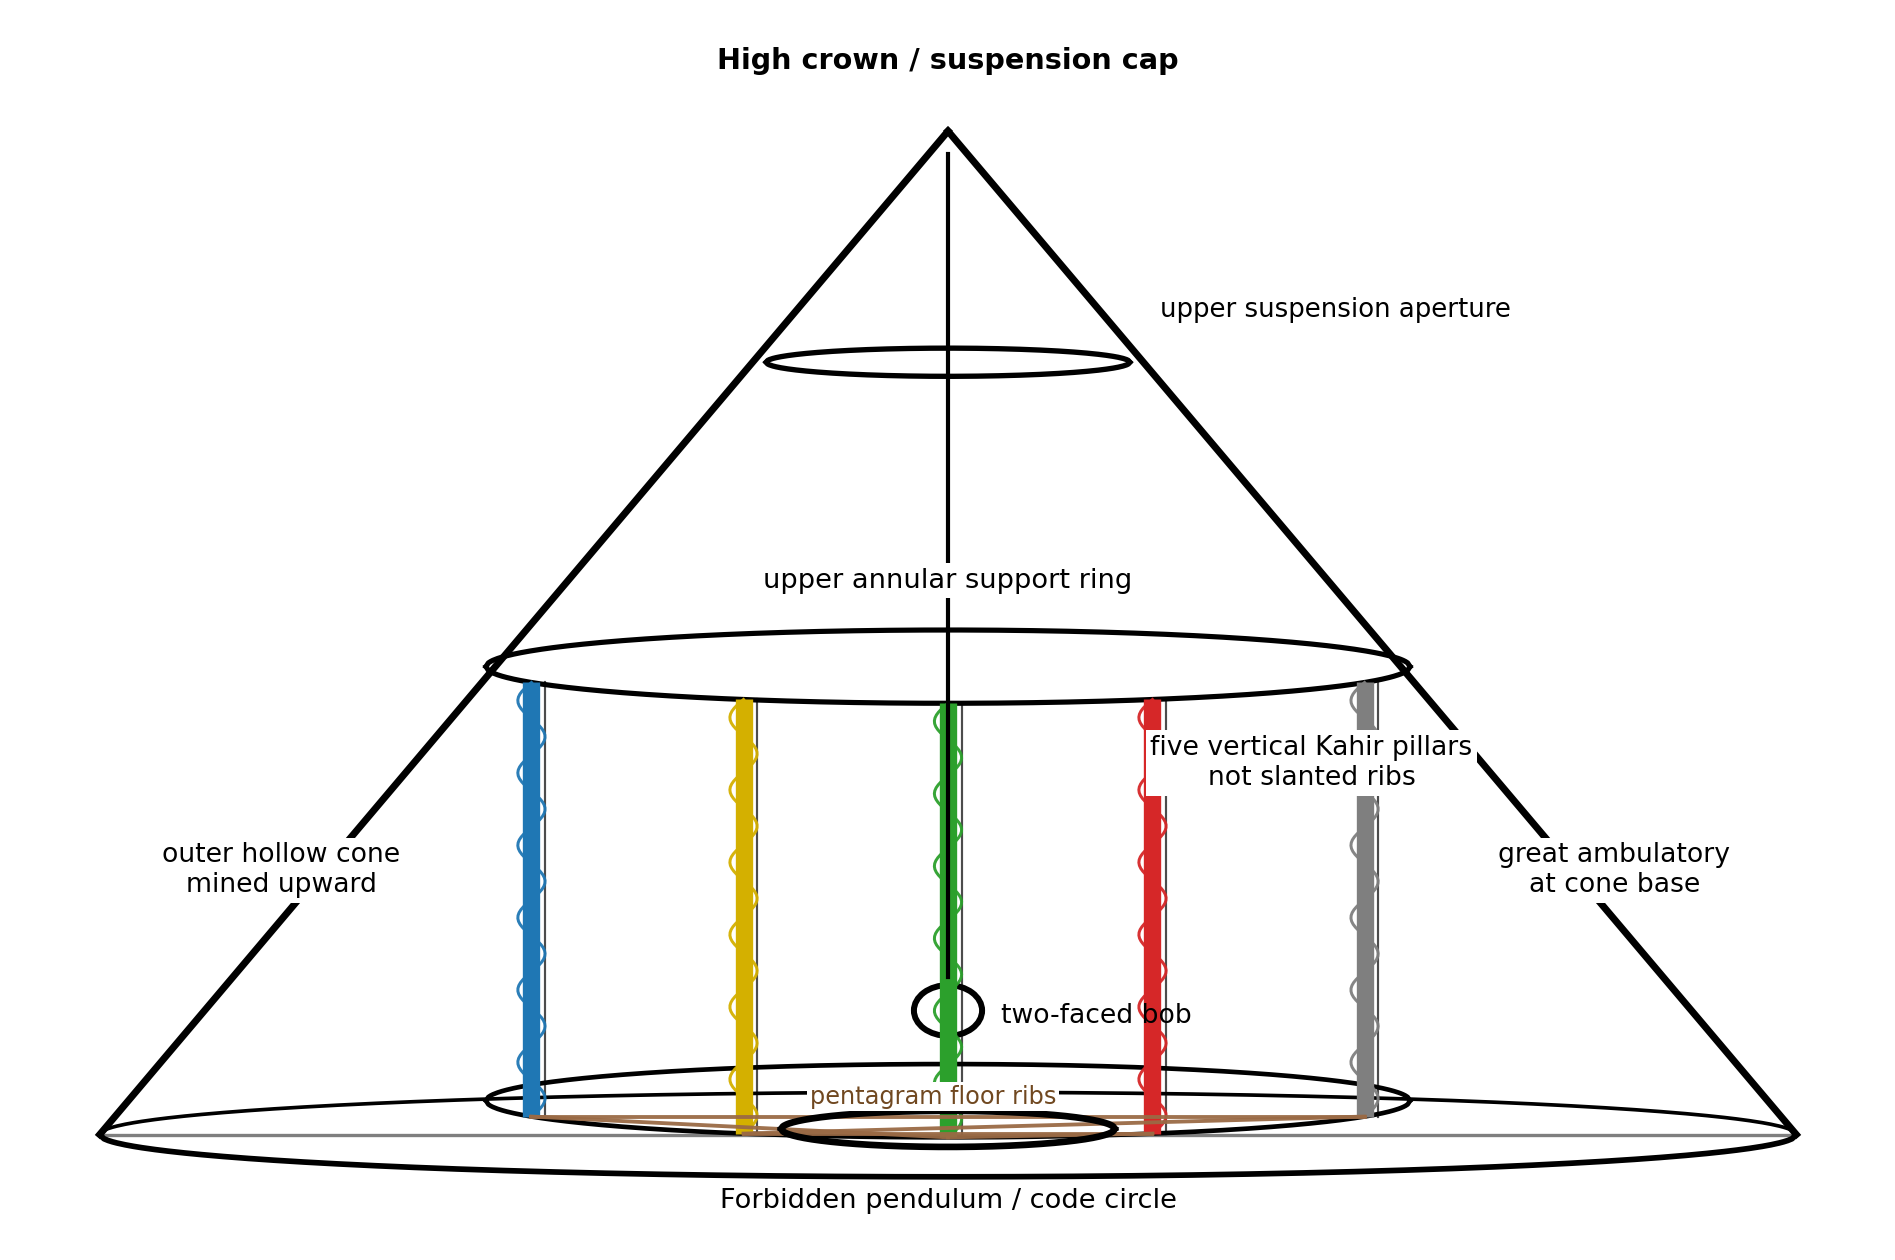 High crown / suspension cap
upper suspension aperture
upper annular support ring
five vertical Kahir pillars
not slanted ribs
outer hollow cone
mined upward
great ambulatory
at cone base
two-faced bob
pentagram floor ribs
Forbidden pendulum / code circle